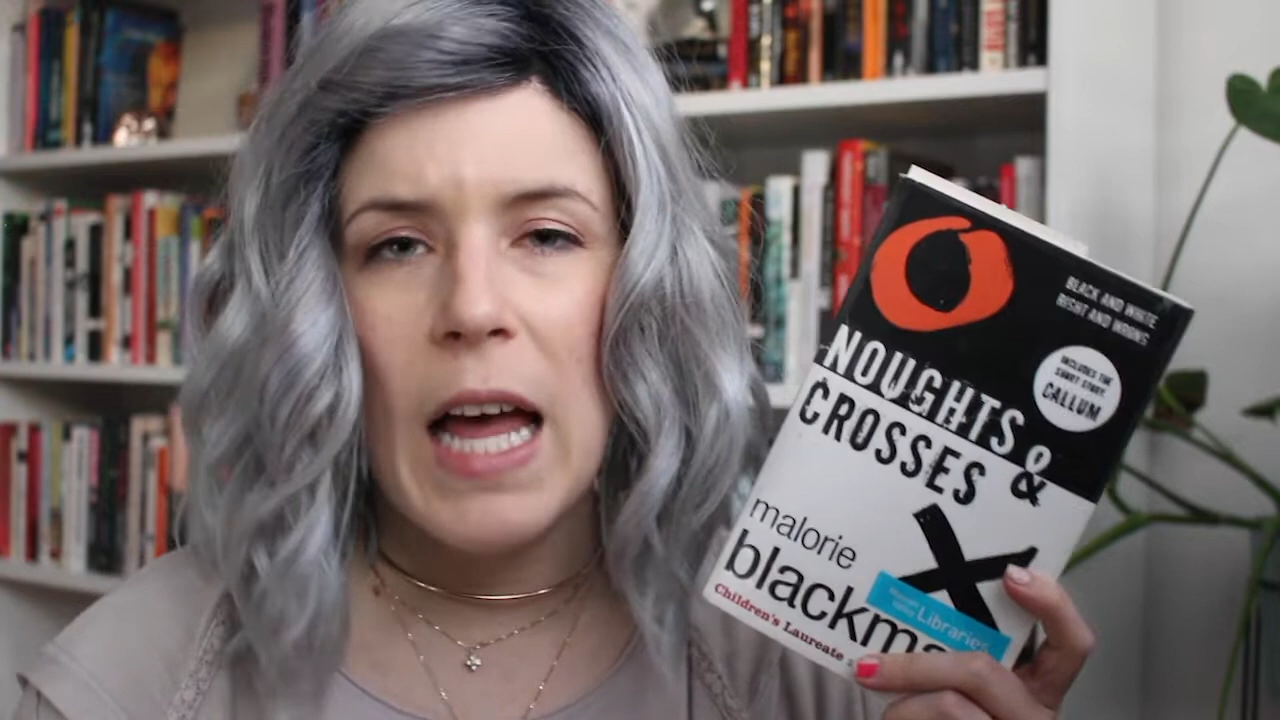 BLACK AND WHITE
RIGHT AND WRONG
INCLUDES THE
SHORT STORY
CALLUM
NOUGHTS &
CROSSES
malorie
blackma
Libraries
Children's Laureate